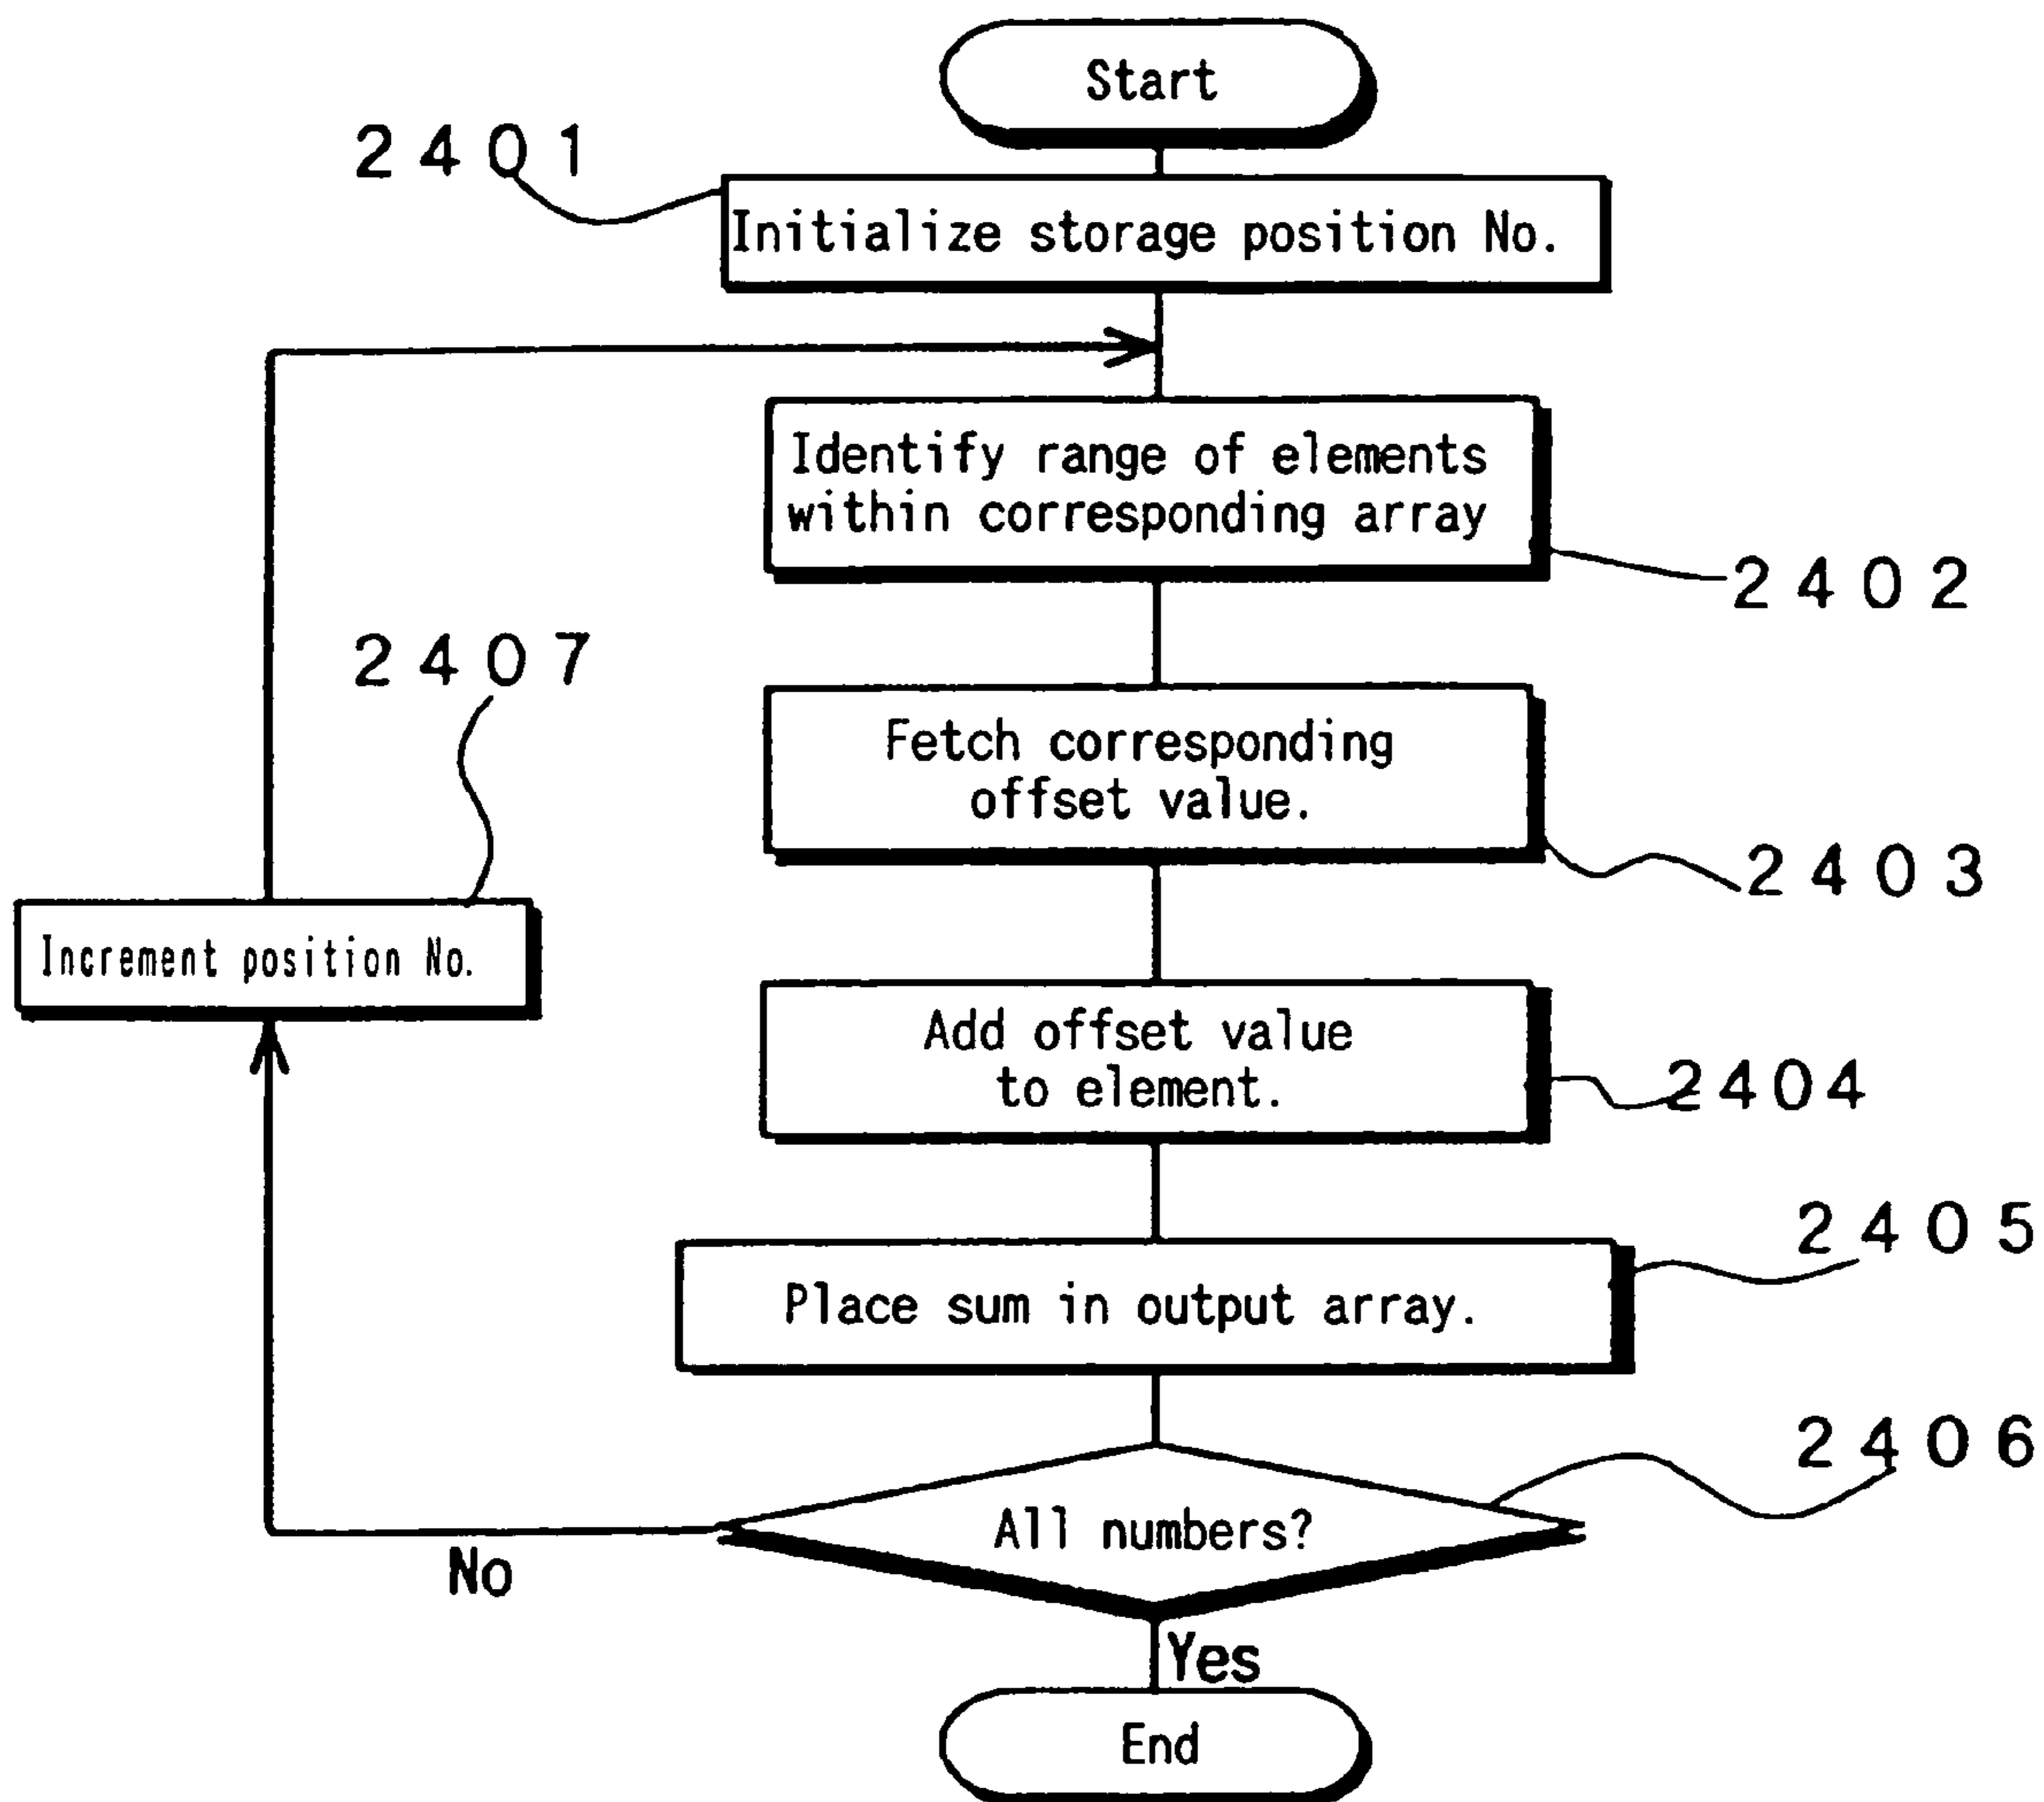 Start
2401
Initialize storage position No.
Identify range of elements
within corresponding array
2402
2407
Fetch corresponding
offset value.
2403
Increment position No.
Add offset value
to element.
2404
2405
Place sum in output array.
2406
All numbers?
No
Yes
End